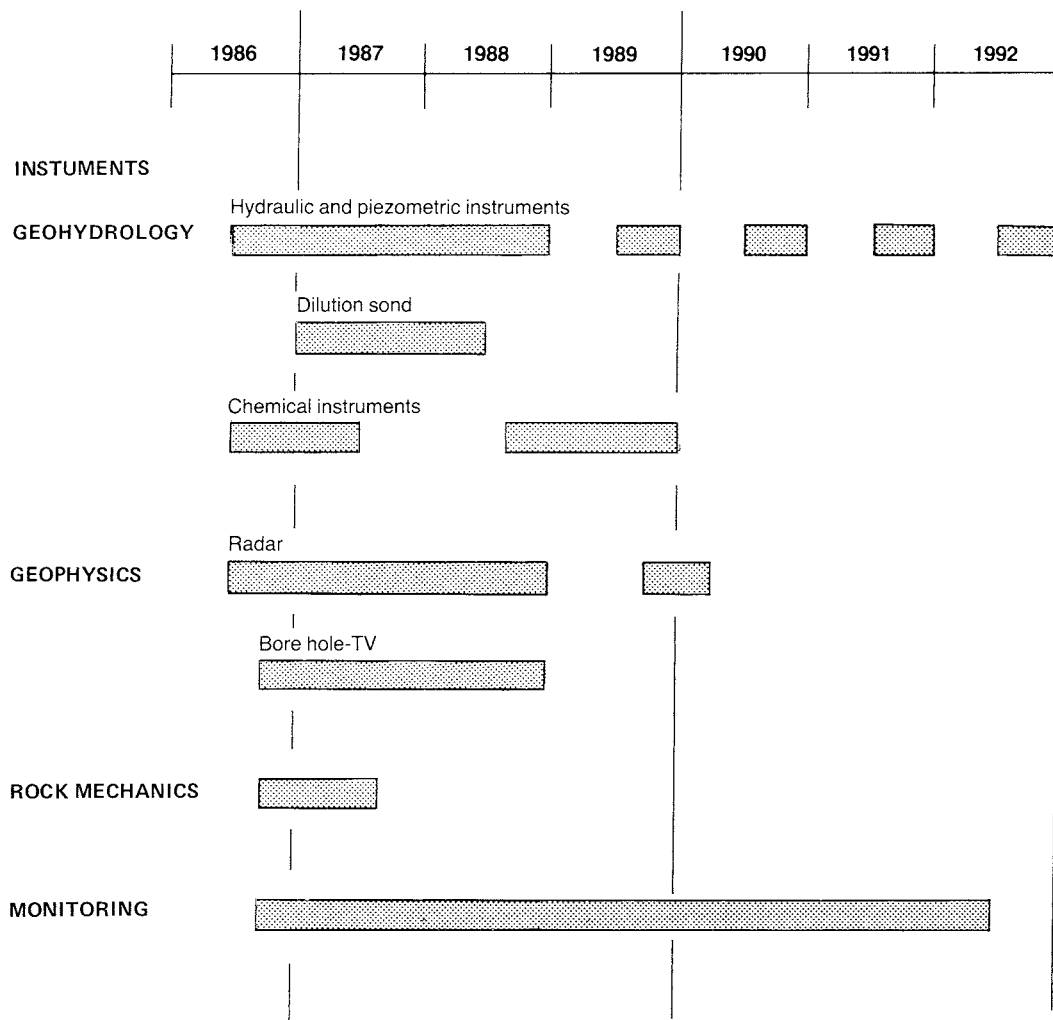 1986 1987 1988 1989 1990 1991 1992
INSTUMENTS
Hydraulic and piezometric instruments
GEOHYDROLOGY
Dilution sond
Chemical instruments
Radar
GEOPHYSICS
Bore hole-TV
ROCK MECHANICS
MONITORING